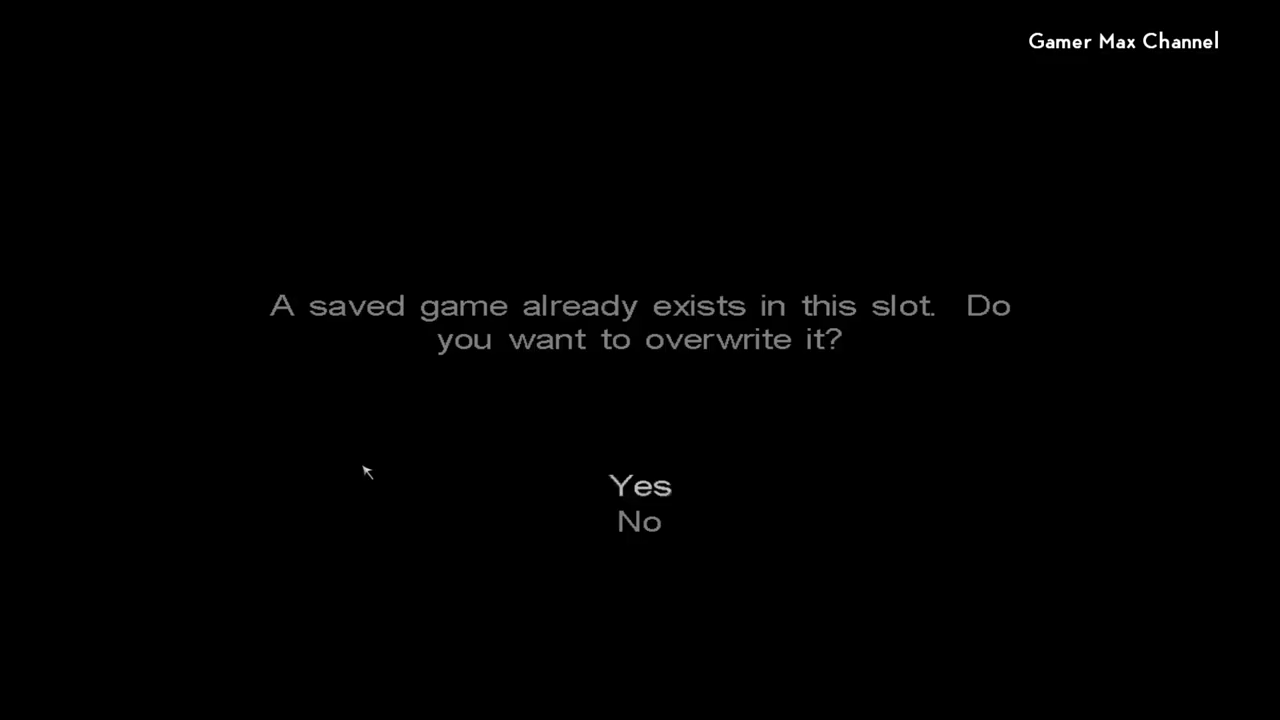 Gamer Max Channel
A saved game already exists in this slot.  Do
you want to overwrite it?
Yes
No